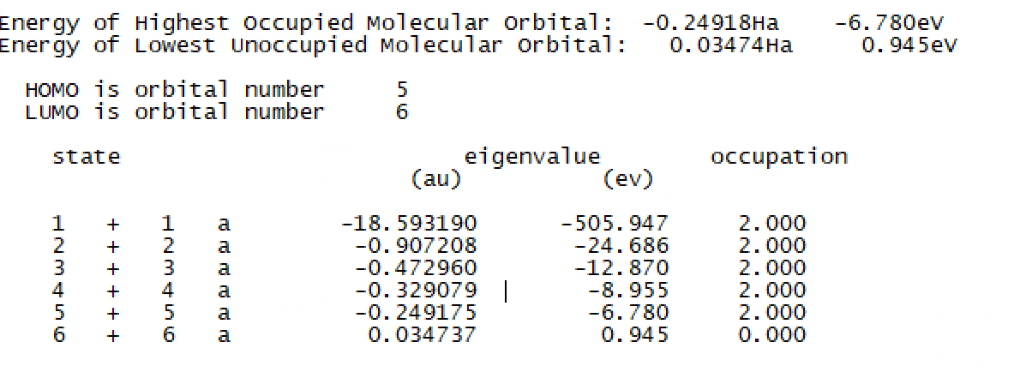 Energy of Highest Occupied Molecular Orbital: -0.24918Ha -6.780eV
Energy of Lowest Unoccupied Molecular Orbital: 0.03474Ha 0.945eV
HOMO is orbital number 5
LUMO is orbital number 6
state eigenvalue occupation
(au) (ev)
1 + 1 a -18.593190 -505.947 2.000
2 + 2 a -0.907208 -24.686 2.000
3 + 3 a -0.472960 -12.870 2.000
4 + 4 a -0.329079 -8.955 2.000
5 + 5 a -0.249175 -6.780 2.000
6 + 6 a 0.034737 0.945 0.000